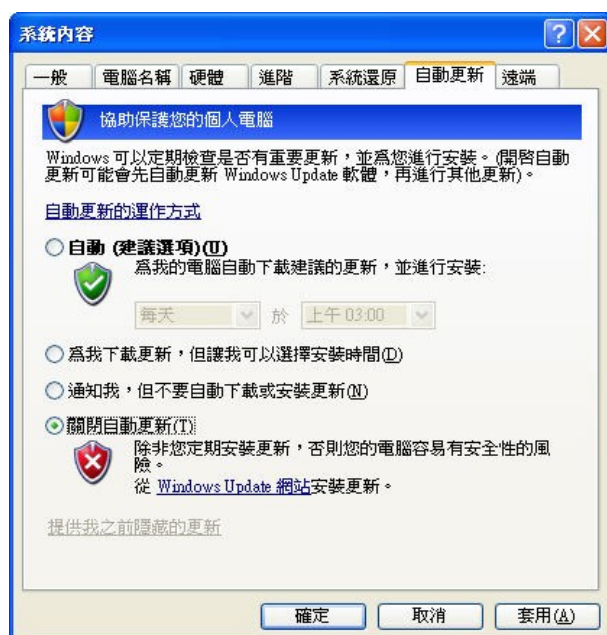 系統內容
一般 電腦名稱 硬體 進階 系統還原 自動更新 遠端
協助保護您的個人電腦
Windows 可以定期檢查是否有重要更新，並為您進行安裝。(開啓自動
更新可能會先自動更新 Windows Update 軟體，再進行其他更新)。
自動更新的運作方式
自動 (建議選項)(U)
為我的電腦自動下載建議的更新，並進行安裝:
每天 於 上午 03:00
為我下載更新，但讓我可以選擇安裝時間(D)
通知我，但不要自動下載或安裝更新(N)
關閉自動更新(T)
除非您定期安裝更新，否則您的電腦容易有安全性的風
險。
從 Windows Update 網站安裝更新。
提供我之前隱藏的更新
確定 取消 套用(A)